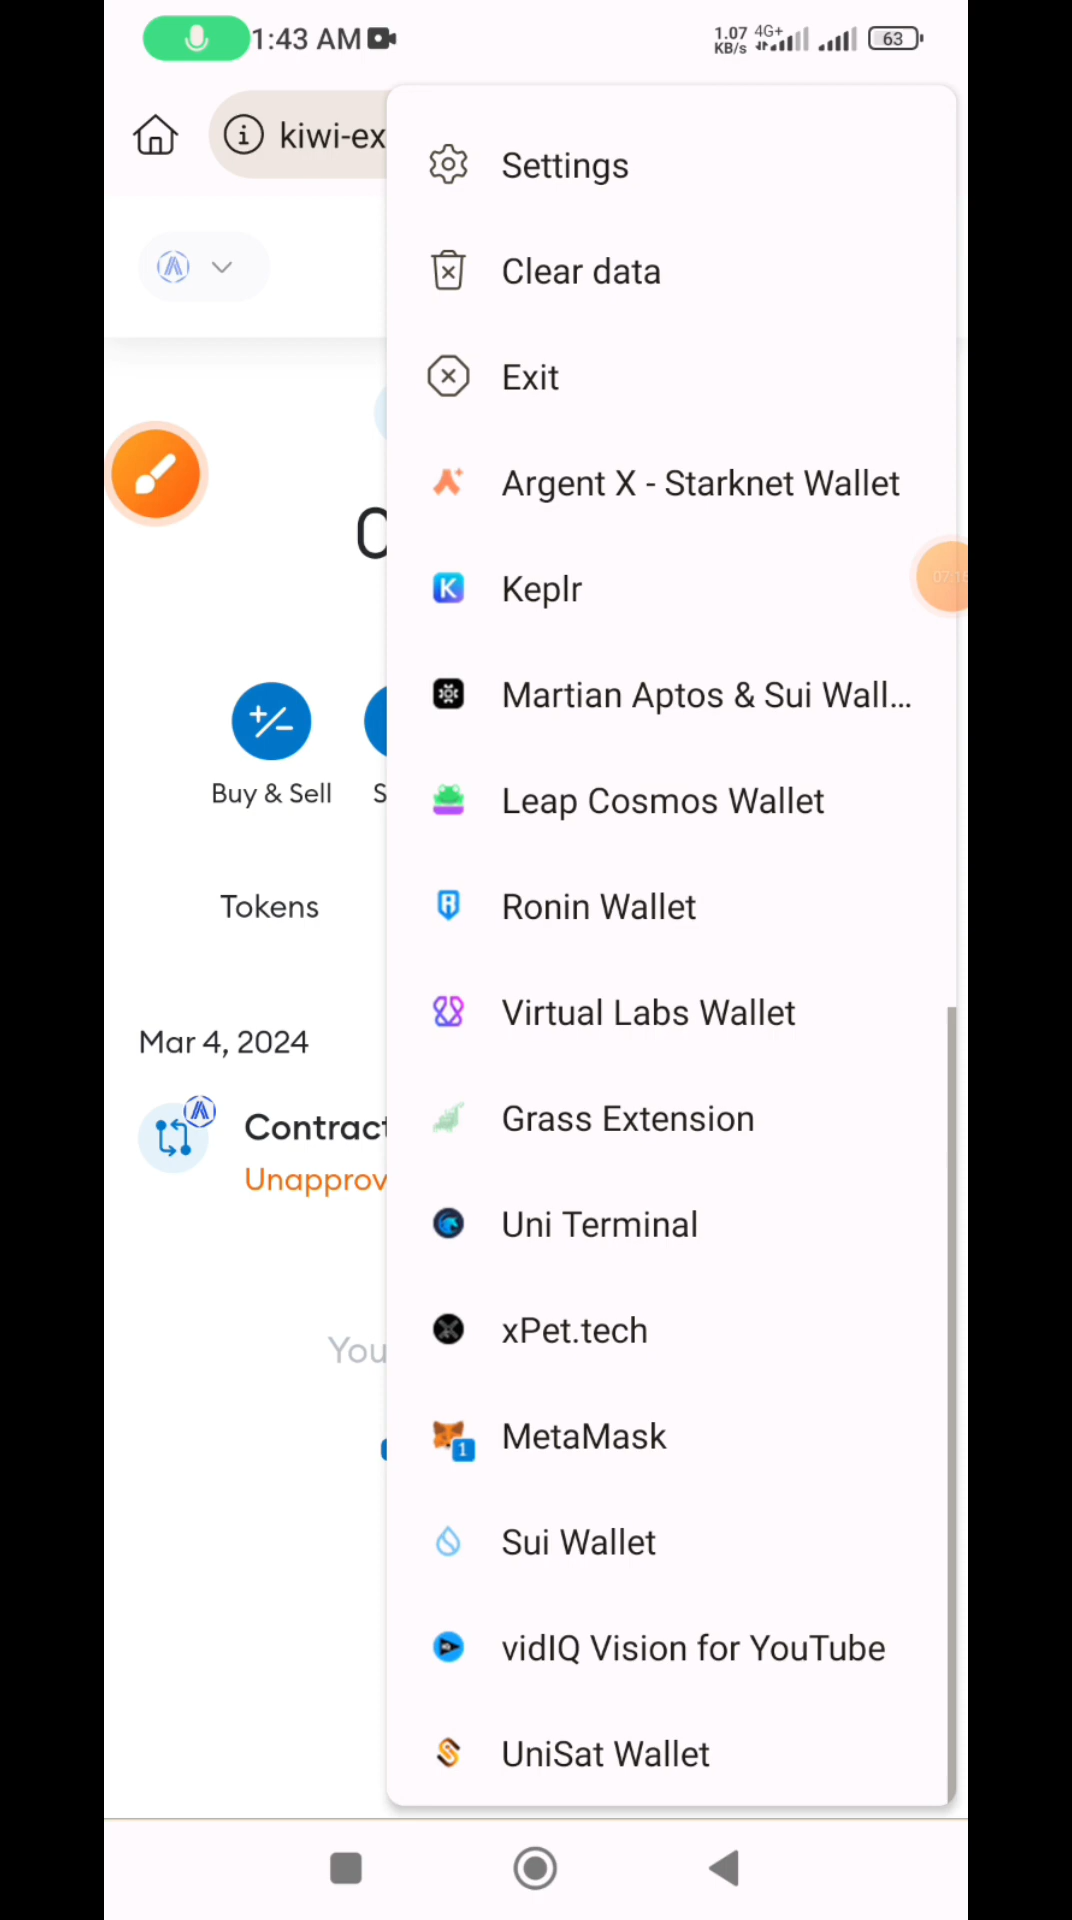 1:43 AM
1.07 KB/s 4G+ 63
kiwi-ex
Settings
Clear data
Exit
Argent X - Starknet Wallet
Keplr
07:1
Martian Aptos & Sui Wall...
Buy & Sell
S
Leap Cosmos Wallet
Tokens
Ronin Wallet
Virtual Labs Wallet
Mar 4, 2024
Grass Extension
Contract
Unapprov
Uni Terminal
You
xPet.tech
MetaMask
1
Sui Wallet
vidIQ Vision for YouTube
UniSat Wallet